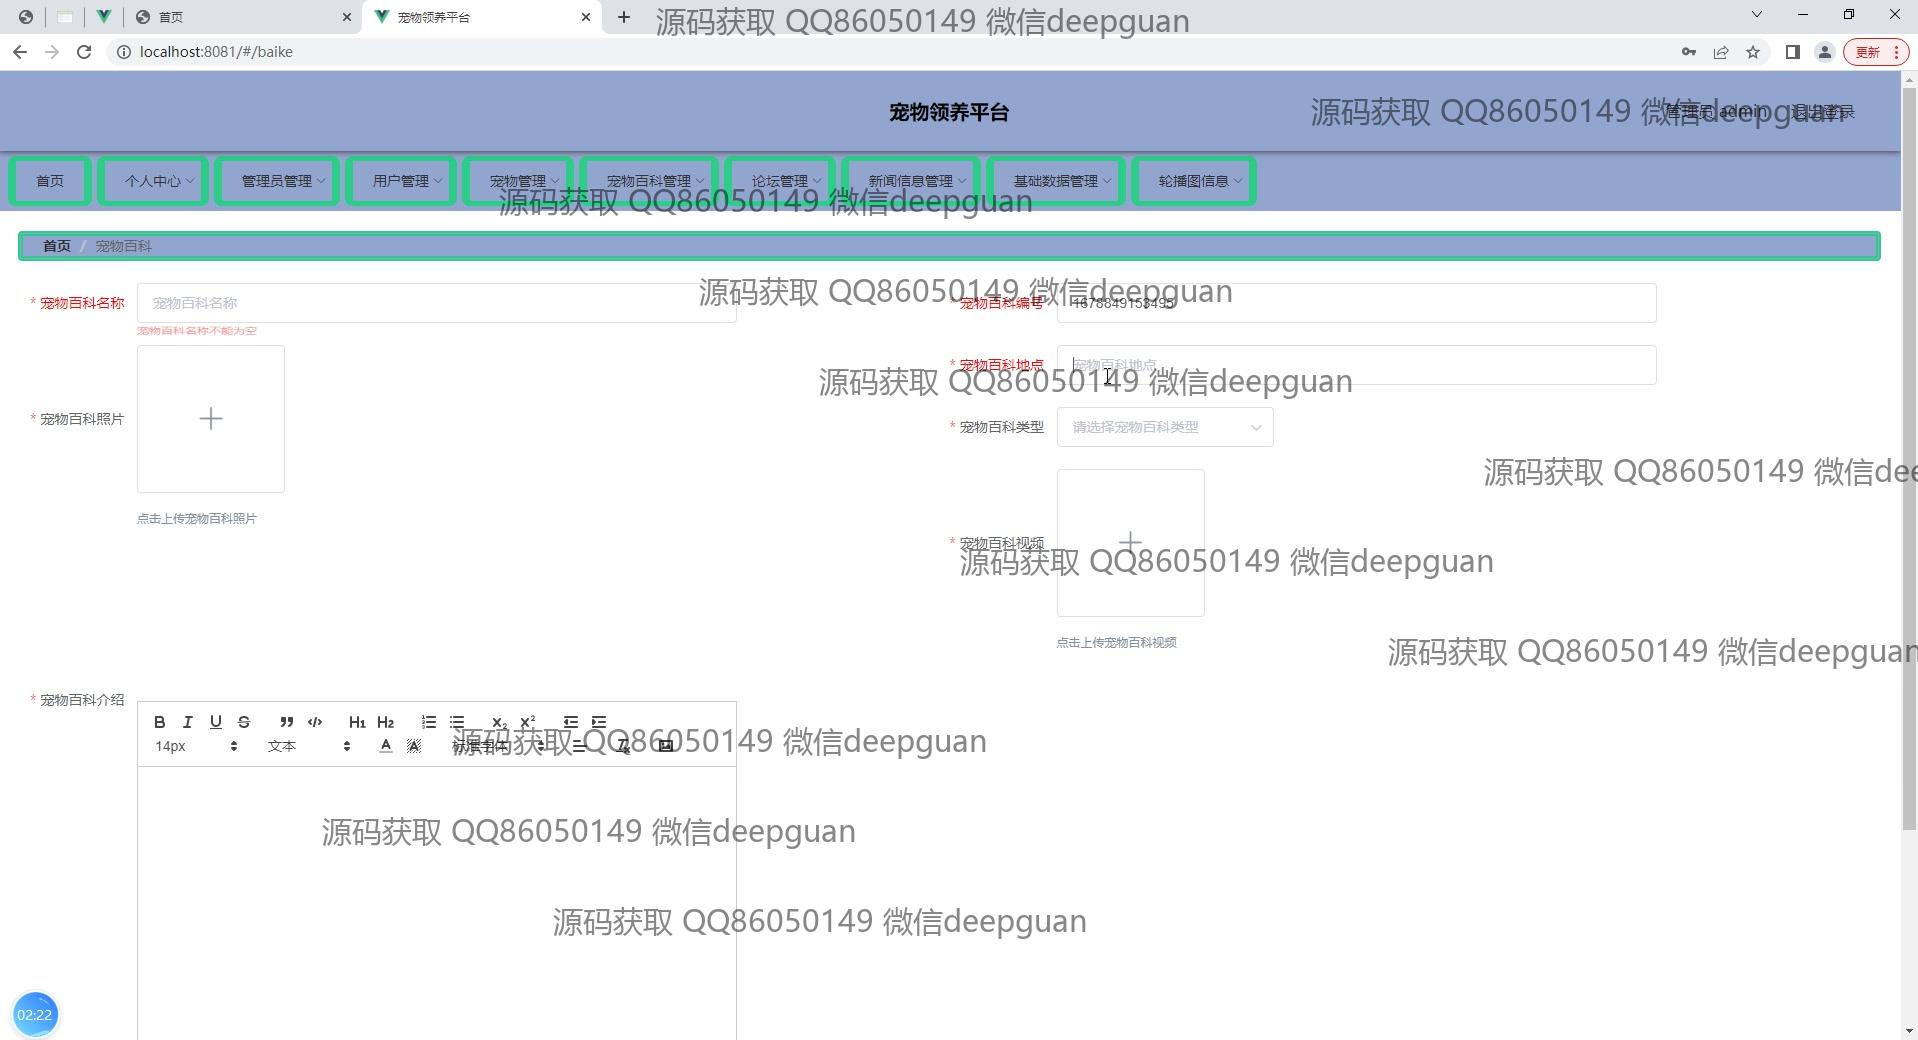 首页
宠物领养平台
源码获取 QQ86050149 微信deepguan
localhost:8081/#/baike
更新
宠物领养平台
源码获取 QQ86050149 微信deepguan
管理员 admin
退出登录
首页
个人中心
管理员管理
用户管理
宠物管理
宠物百科管理
论坛管理
新闻信息管理
基础数据管理
轮播图信息
源码获取 QQ86050149 微信deepguan
首页 / 宠物百科
源码获取 QQ86050149 微信deepguan
* 宠物百科名称
宠物百科名称
* 宠物百科编号
1678849153495
宠物百科名称不能为空
* 宠物百科地点
宠物百科地点
源码获取 QQ86050149 微信deepguan
* 宠物百科照片
* 宠物百科类型
请选择宠物百科类型
源码获取 QQ86050149 微信dee
点击上传宠物百科照片
* 宠物百科视频
源码获取 QQ86050149 微信deepguan
点击上传宠物百科视频
源码获取 QQ86050149 微信deepguan
* 宠物百科介绍
B I U S H1 H2 X2 X2
14px 文本 A A 标准字体
源码获取 QQ86050149 微信deepguan
源码获取 QQ86050149 微信deepguan
源码获取 QQ86050149 微信deepguan
02:22